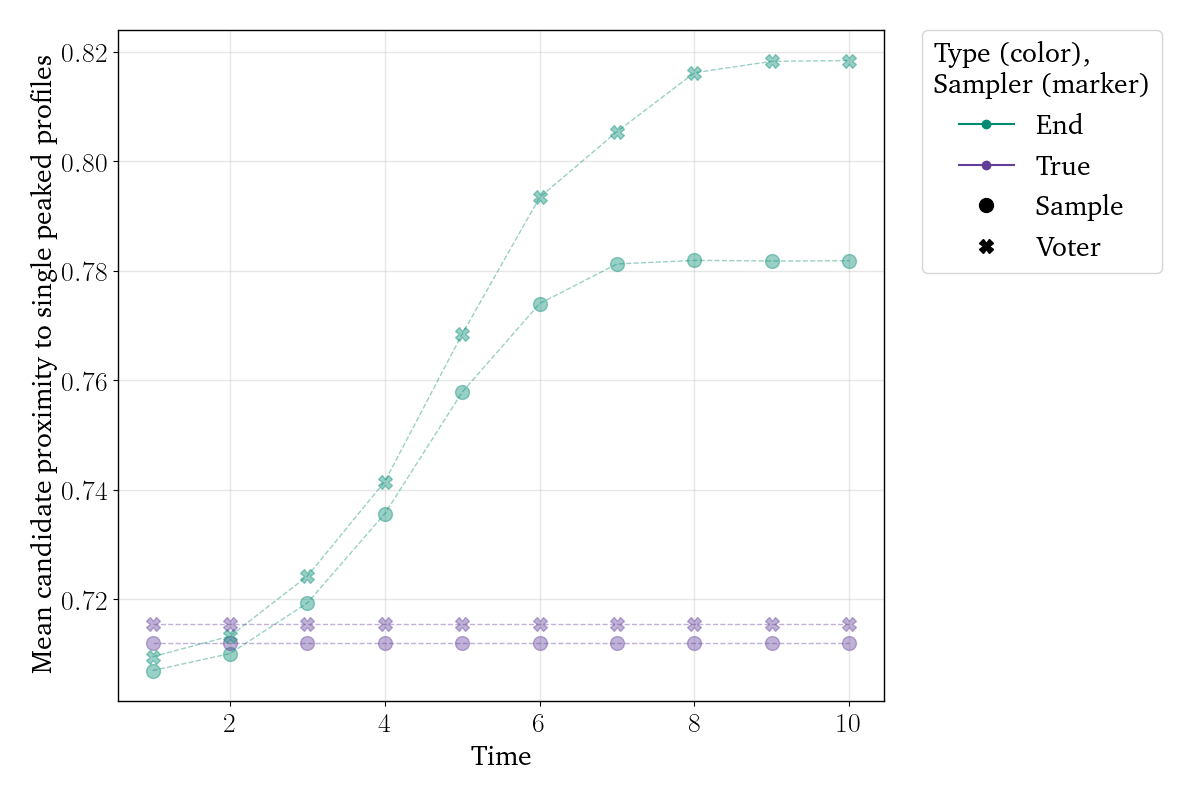 Mean candidate proximity to single peaked profiles
0.82
0.80
0.78
0.76
0.74
0.72
2
4
6
8
10
Time
Type (color),
Sampler (marker)
End
True
Sample
Voter